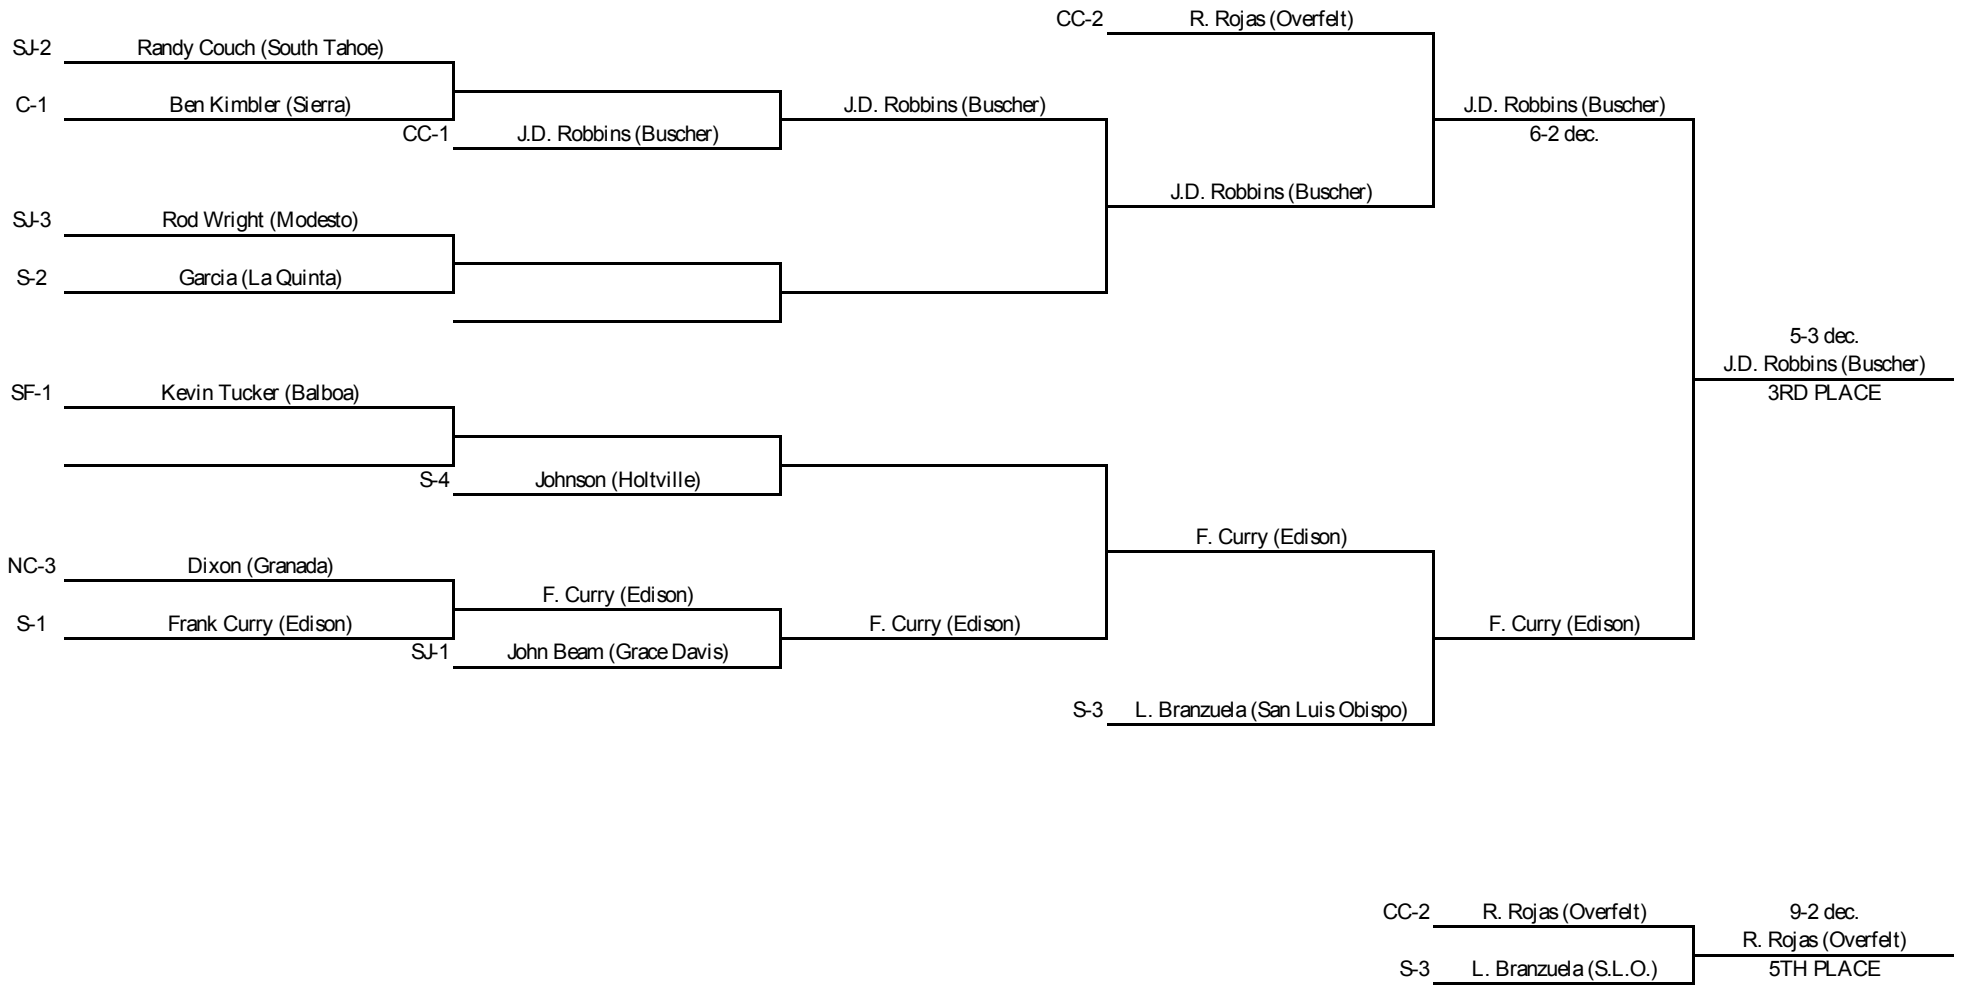 CC-2 R. Rojas (Overfelt)
SJ-2 Randy Couch (South Tahoe)
C-1 Ben Kimbler (Sierra) J.D. Robbins (Buscher) J.D. Robbins (Buscher)
CC-1 J.D. Robbins (Buscher) 6-2 dec.
J.D. Robbins (Buscher)
SJ-3 Rod Wright (Modesto)
S-2 Garcia (La Quinta)
5-3 dec.
J.D. Robbins (Buscher)
SF-1 Kevin Tucker (Balboa) 3RD PLACE
S-4 Johnson (Holtville)
F. Curry (Edison)
NC-3 Dixon (Granada)
F. Curry (Edison)
S-1 Frank Curry (Edison) F. Curry (Edison) F. Curry (Edison)
SJ-1 John Beam (Grace Davis)
S-3 L. Branzuela (San Luis Obispo)
CC-2 R. Rojas (Overfelt) 9-2 dec.
R. Rojas (Overfelt)
S-3 L. Branzuela (S.L.O.) 5TH PLACE